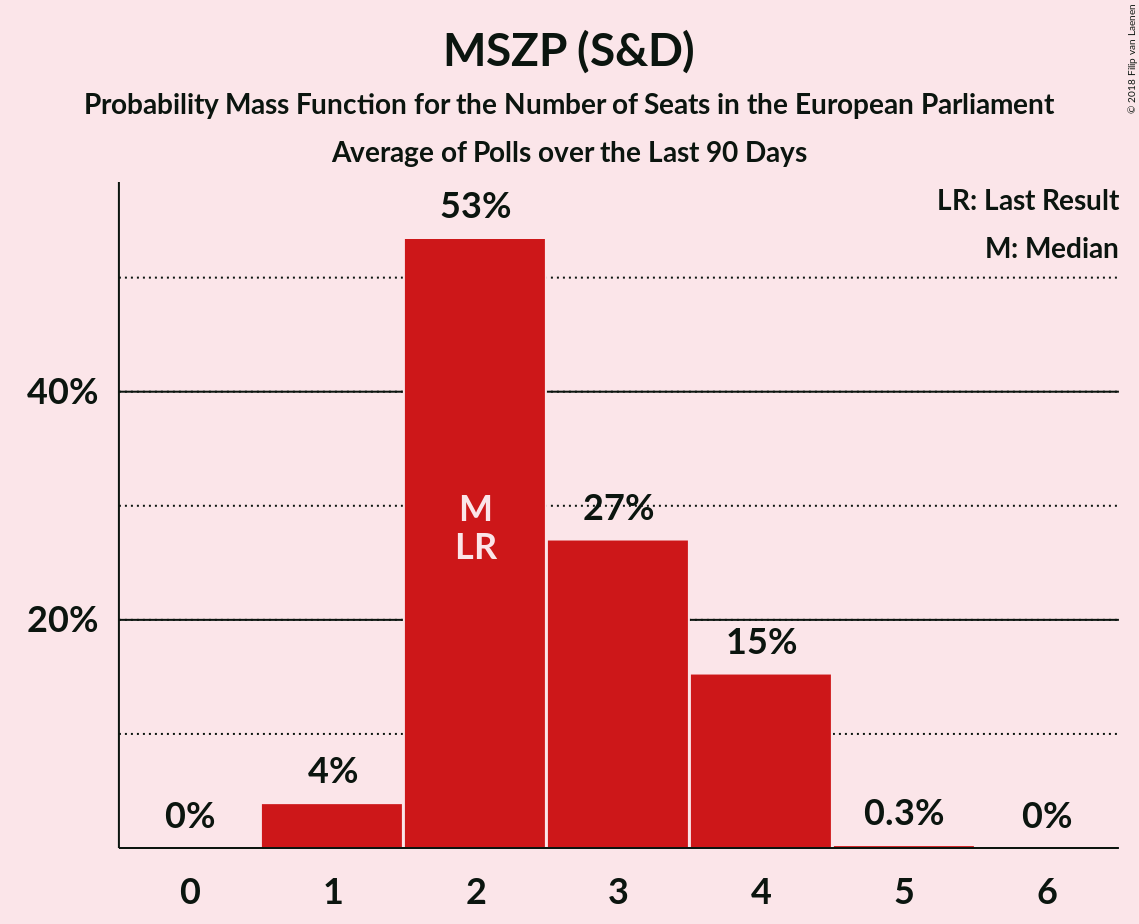 MSZP (S&D)
Probability Mass Function for the Number of Seats in the European Parliament
Average of Polls over the Last 90 Days
© 2018 Filip van Laenen
LR: Last Result
M: Median
53%
40%
M
LR
27%
20%
15%
4%
0%
0.3%
0%
0 1 2 3 4 5 6